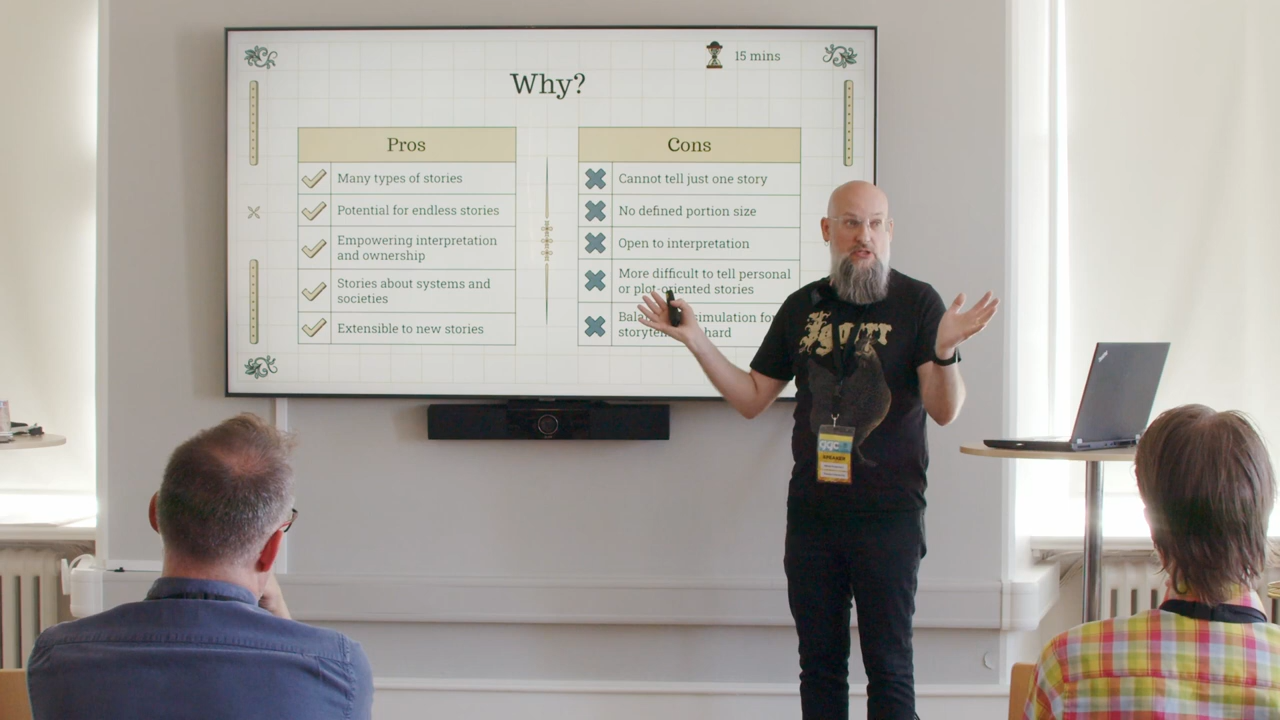 15 mins
Why?
Pros
Many types of stories
Potential for endless stories
Empowering interpretation
and ownership
Stories about systems and
societies
Extensible to new stories
Cons
Cannot tell just one story
No defined portion size
Open to interpretation
More difficult to tell personal
or plot-oriented stories
simulation for
hard
ggc
SPEAKER